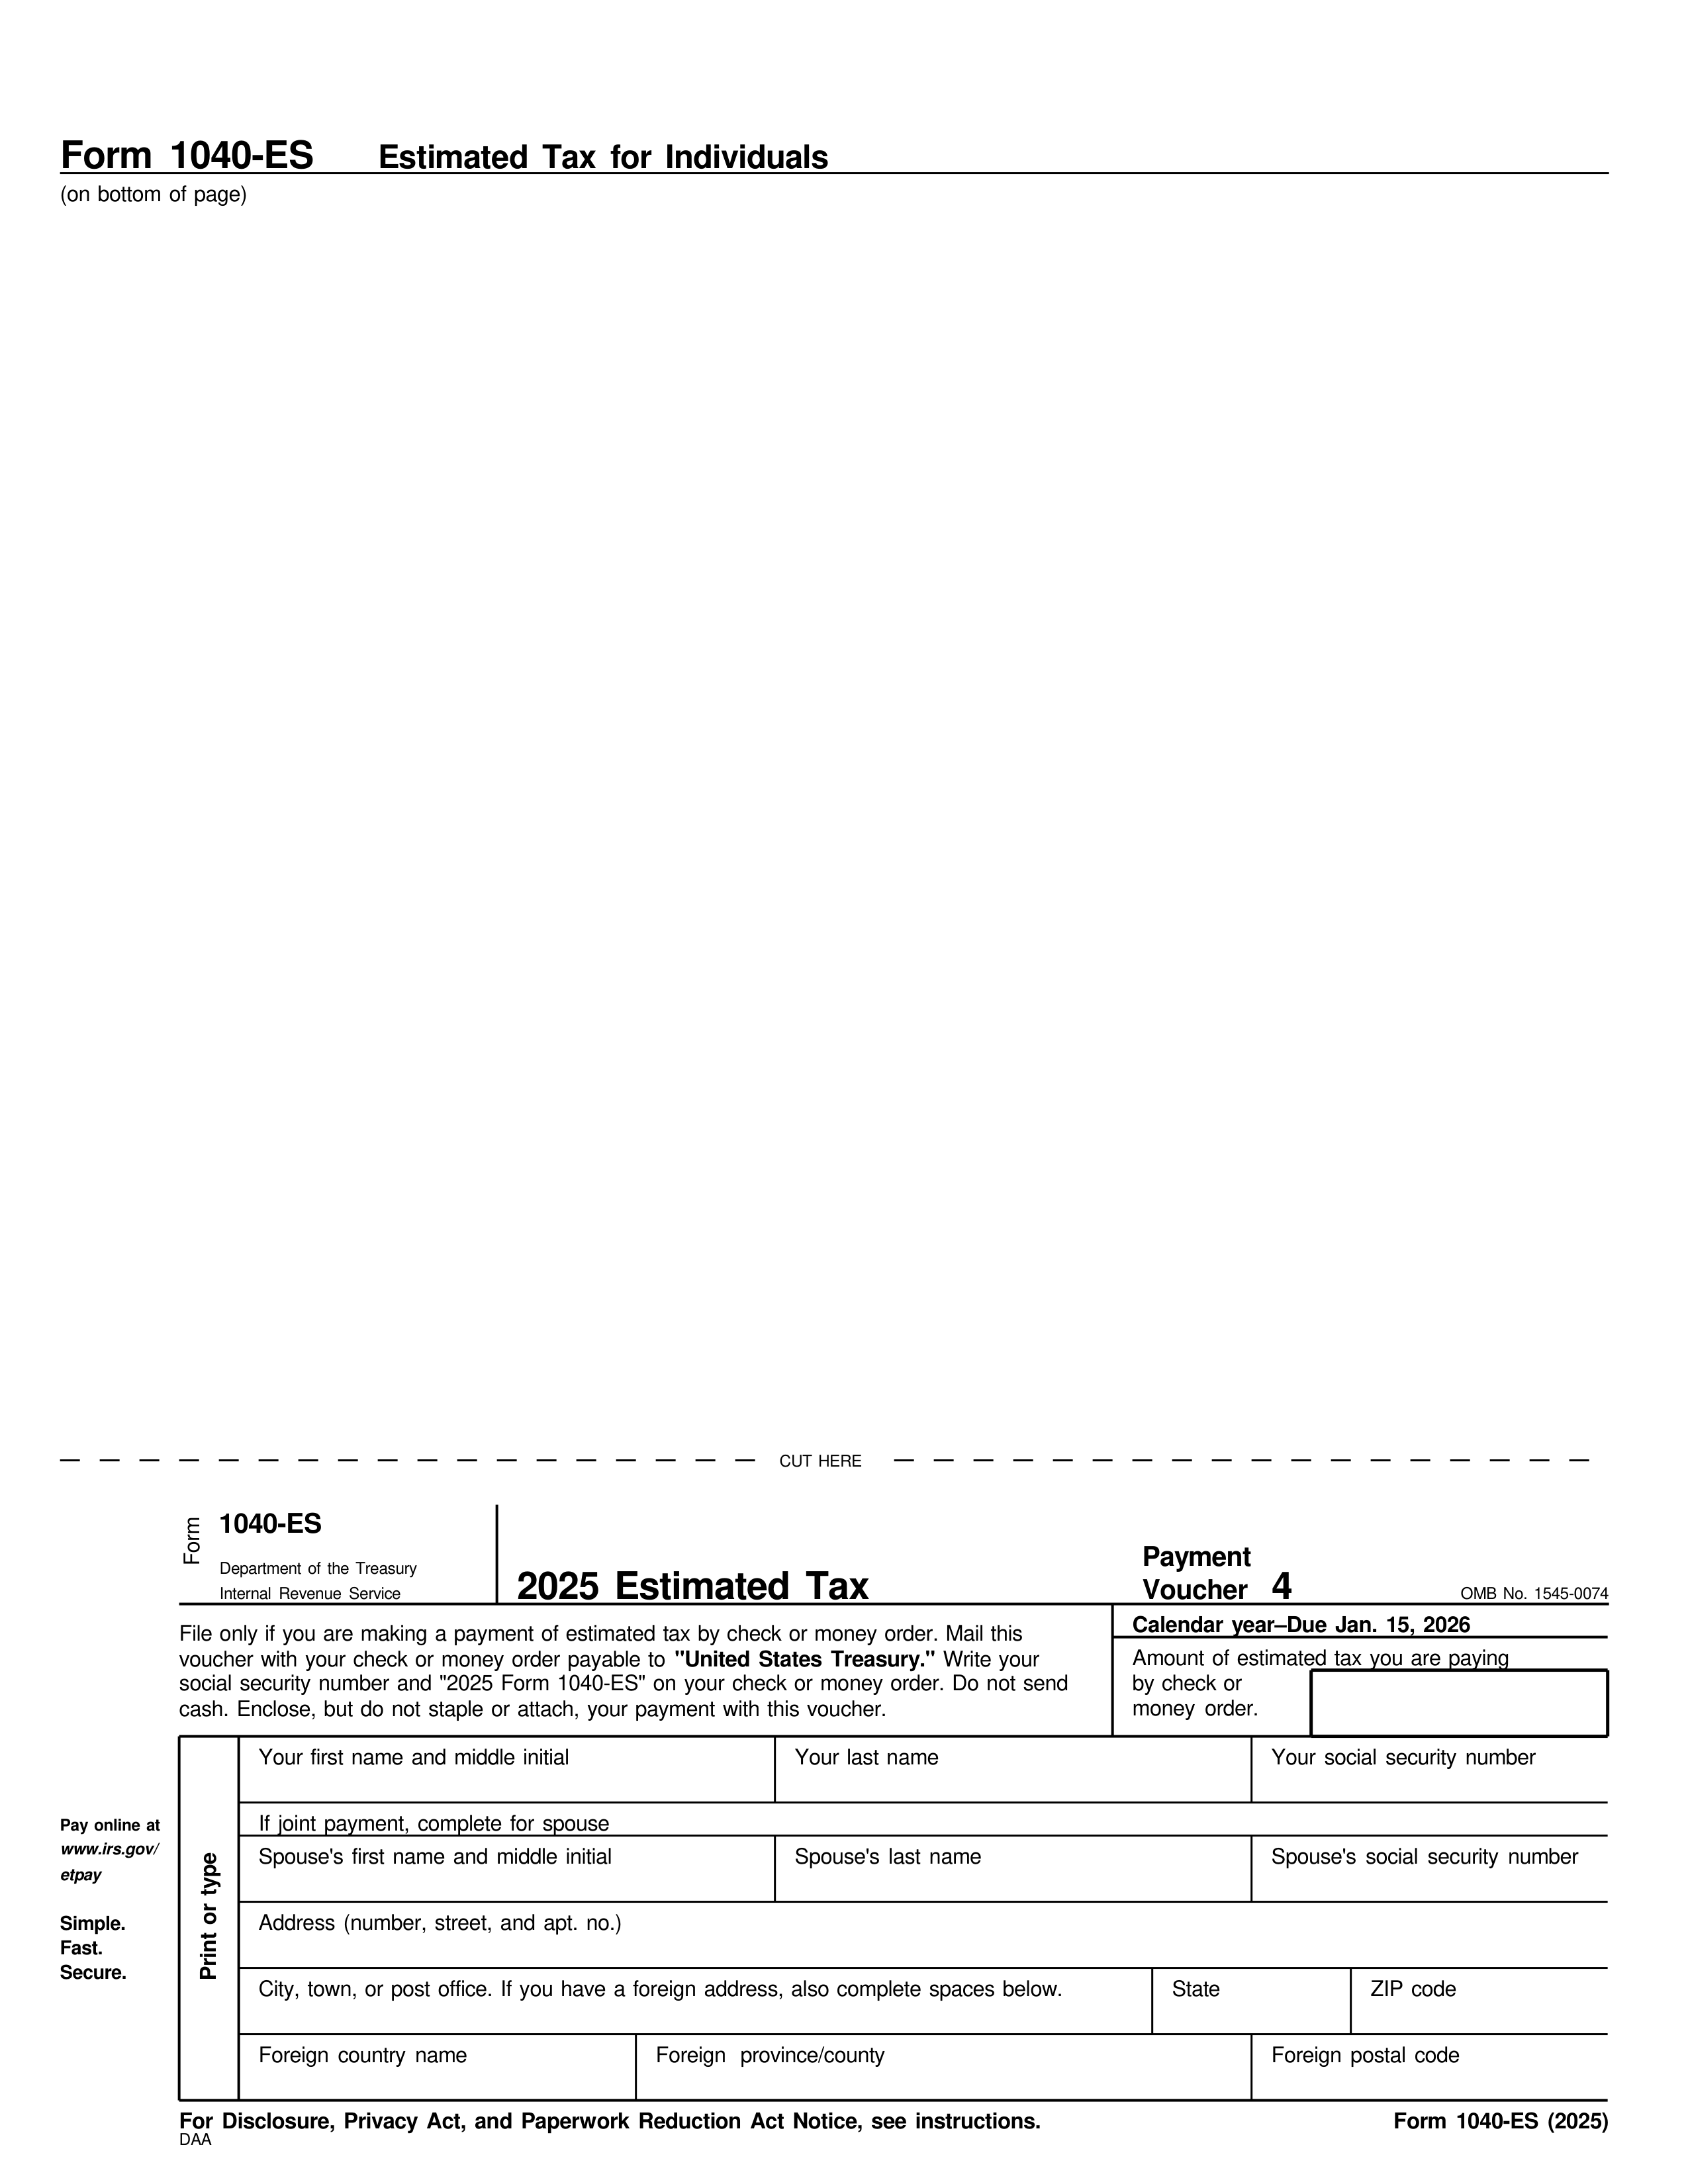 Form 1040-ES Estimated Tax for Individuals
(on bottom of page)
CUT HERE
Form 1040-ES
Department of the Treasury
Internal Revenue Service
2025 Estimated Tax
Payment
Voucher 4
OMB No. 1545-0074
File only if you are making a payment of estimated tax by check or money order. Mail this
voucher with your check or money order payable to "United States Treasury." Write your
social security number and "2025 Form 1040-ES" on your check or money order. Do not send
cash. Enclose, but do not staple or attach, your payment with this voucher.
Calendar year–Due Jan. 15, 2026
Amount of estimated tax you are paying
by check or
money order.
Pay online at
www.irs.gov/
etpay
Simple.
Fast.
Secure.
Print or type
Your first name and middle initial
Your last name
Your social security number
If joint payment, complete for spouse
Spouse's first name and middle initial
Spouse's last name
Spouse's social security number
Address (number, street, and apt. no.)
City, town, or post office. If you have a foreign address, also complete spaces below.
State
ZIP code
Foreign country name
Foreign province/county
Foreign postal code
For Disclosure, Privacy Act, and Paperwork Reduction Act Notice, see instructions.
Form 1040-ES (2025)
DAA